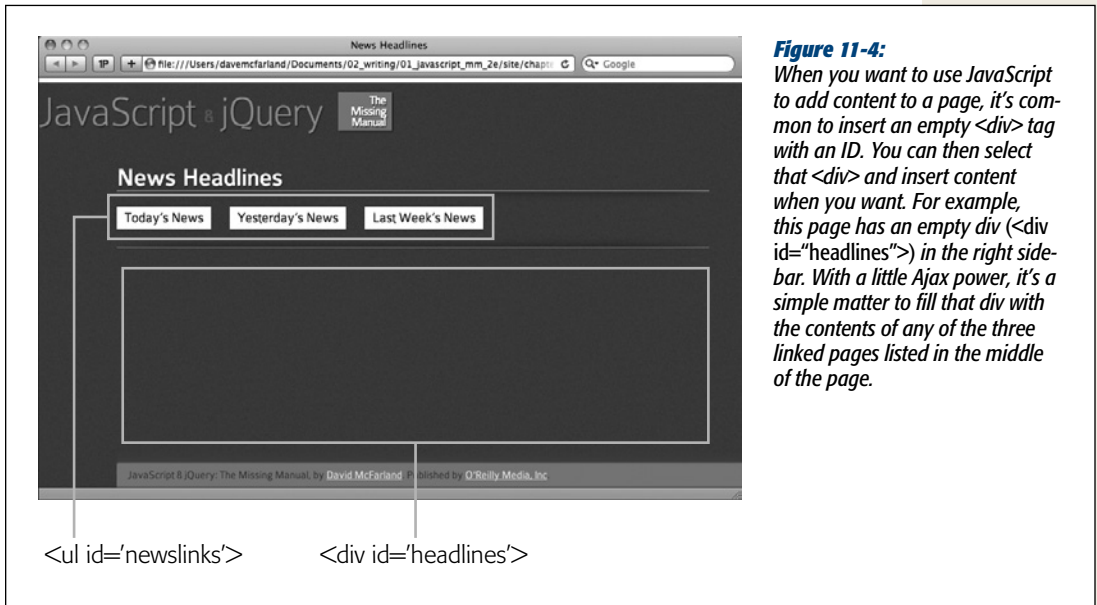 News Headlines
1P
+
file:///Users/davemcfarland/Documents/02_writing/01_javascript_mm_2e/site/chapt
Google
JavaScript & jQuery
The
Missing
Manual
News Headlines
Today's News
Yesterday's News
Last Week's News
JavaScript & jQuery: The Missing Manual, by David McFarland. Published by O'Reilly Media, Inc
<ul id='newslinks'>
<div id='headlines'>
Figure 11-4:
When you want to use JavaScript
to add content to a page, it's com-
mon to insert an empty <div> tag
with an ID. You can then select
that <div> and insert content
when you want. For example,
this page has an empty div (<div
id="headlines">) in the right side-
bar. With a little Ajax power, it's a
simple matter to fill that div with
the contents of any of the three
linked pages listed in the middle
of the page.